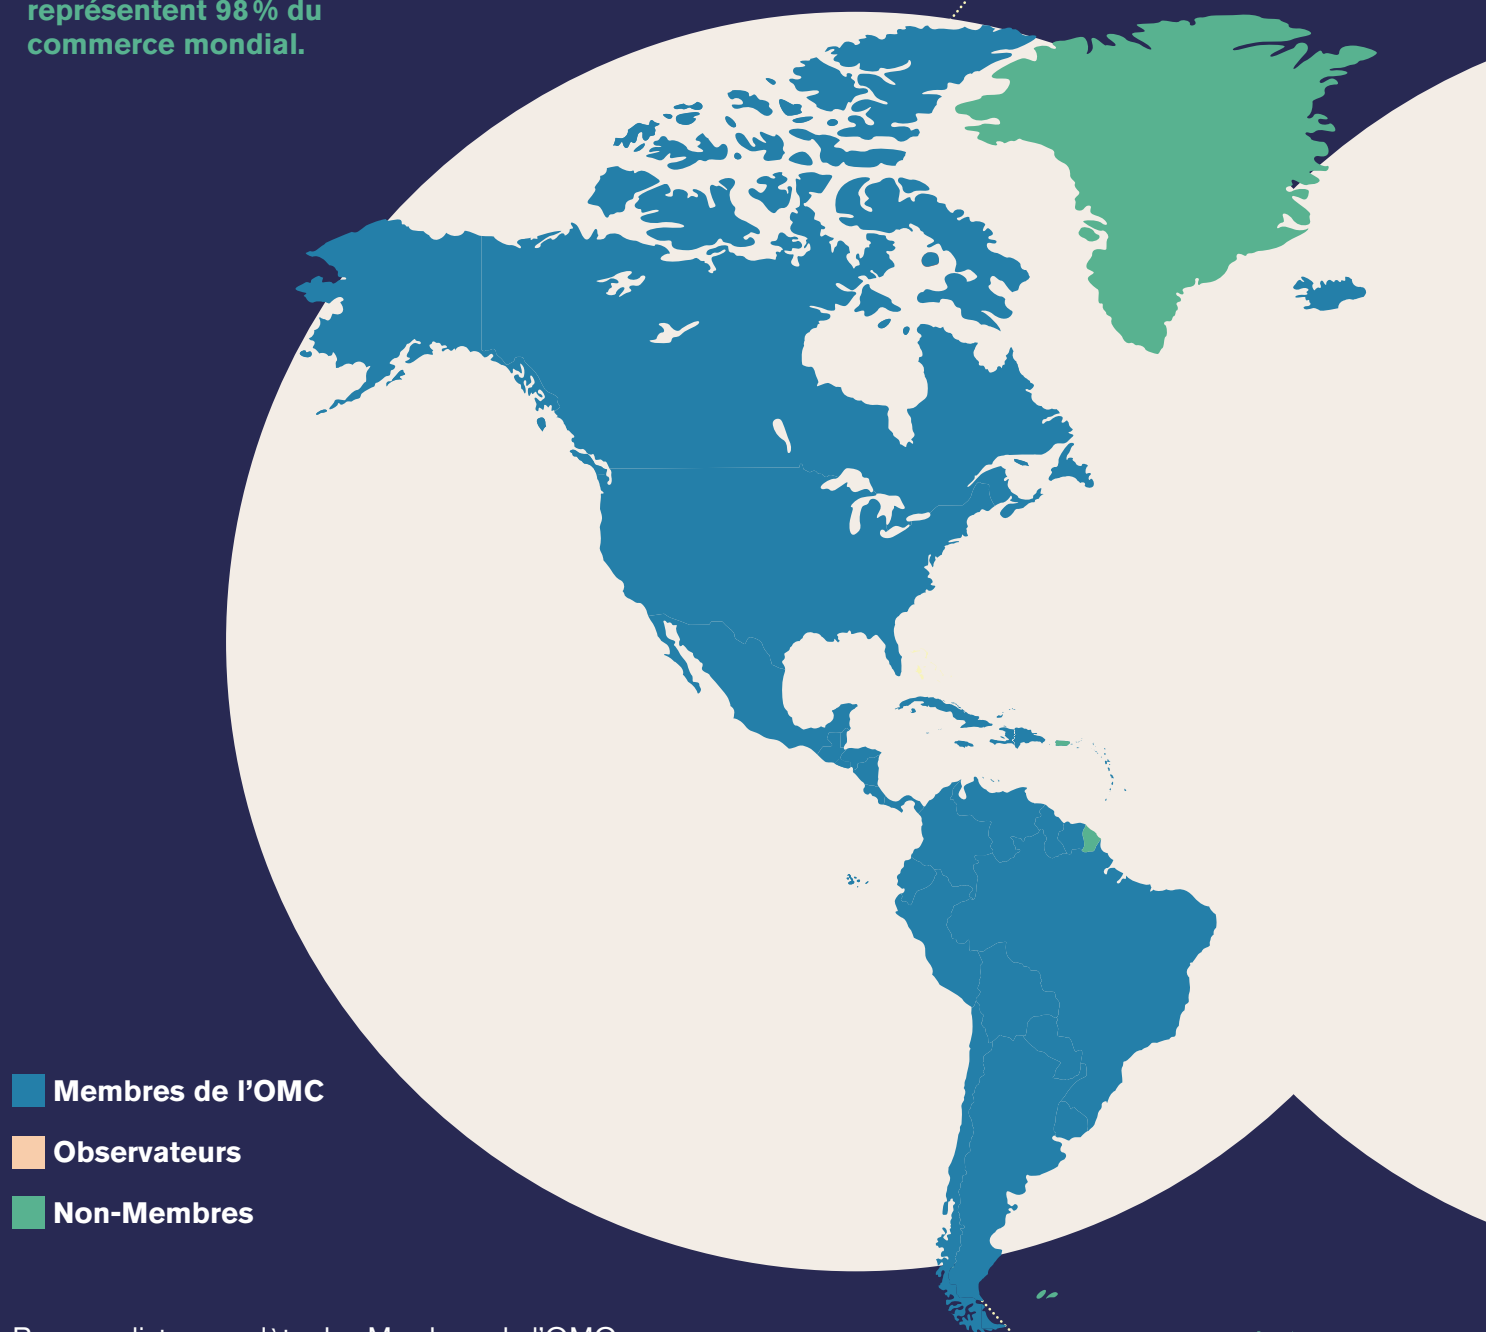 représentent 98 % du
commerce mondial.
Membres de l’OMC
Observateurs
Non-Membres